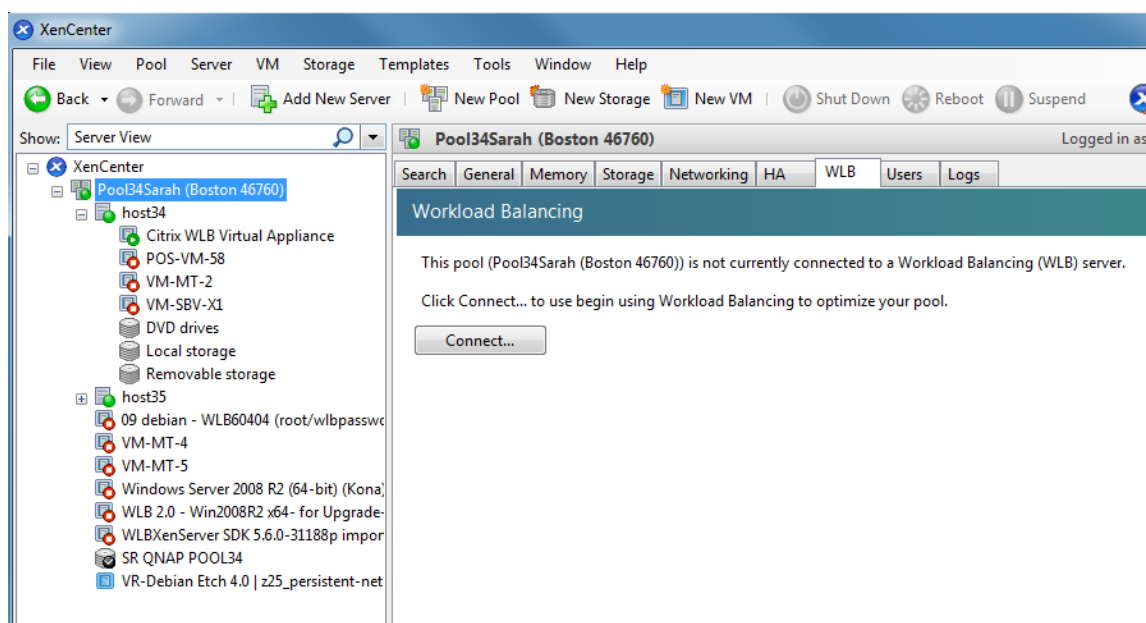 XenCenter
File View Pool Server VM Storage Templates Tools Window Help
Back Forward Add New Server New Pool New Storage New VM Shut Down Reboot Suspend
Show: Server View
Pool34Sarah (Boston 46760) Logged in as
XenCenter
Pool34Sarah (Boston 46760)
host34
Citrix WLB Virtual Appliance
POS-VM-58
VM-MT-2
VM-SBV-X1
DVD drives
Local storage
Removable storage
host35
09 debian - WLB60404 (root/wlbpasswo
VM-MT-4
VM-MT-5
Windows Server 2008 R2 (64-bit) (Kona)
WLB 2.0 - Win2008R2 x64- for Upgrade-
WLBXenServer SDK 5.6.0-31188p impor
SR QNAP POOL34
VR-Debian Etch 4.0 | z25_persistent-net
Search General Memory Storage Networking HA WLB Users Logs
Workload Balancing
This pool (Pool34Sarah (Boston 46760)) is not currently connected to a Workload Balancing (WLB) server.
Click Connect... to use begin using Workload Balancing to optimize your pool.
Connect...